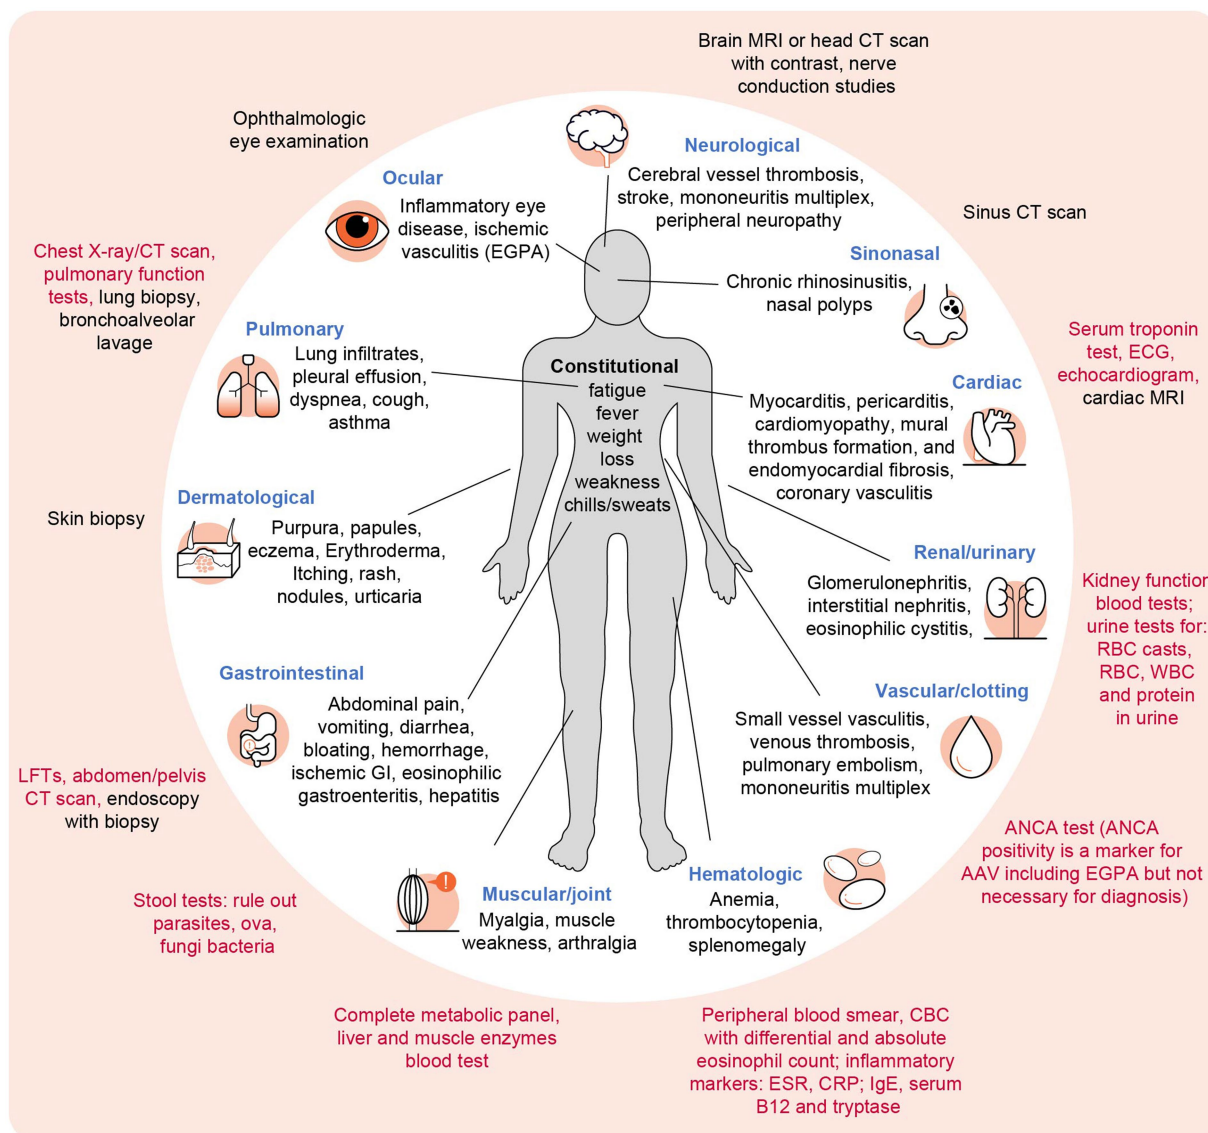 Brain MRI or head CT scan
with contrast, nerve
conduction studies
Ophthalmologic
eye examination
Neurological
Cerebral vessel thrombosis,
stroke, mononeuritis multiplex,
peripheral neuropathy
Ocular
Inflammatory eye
disease, ischemic
vasculitis (EGPA)
Sinus CT scan
Sinonasal
Chronic rhinosinusitis,
nasal polyps
Chest X-ray/CT scan,
pulmonary function
tests, lung biopsy,
bronchoalveolar
lavage
Pulmonary
Lung infiltrates,
pleural effusion,
dyspnea, cough,
asthma
Constitutional
fatigue
fever
weight
loss
weakness
chills/sweats
Serum troponin
test, ECG,
echocardiogram,
cardiac MRI
Cardiac
Myocarditis, pericarditis,
cardiomyopathy, mural
thrombus formation, and
endomyocardial fibrosis,
coronary vasculitis
Skin biopsy
Dermatological
Purpura, papules,
eczema, Erythroderma,
Itching, rash,
nodules, urticaria
Renal/urinary
Glomerulonephritis,
interstitial nephritis,
eosinophilic cystitis,
Kidney function
blood tests;
urine tests for:
RBC casts,
RBC, WBC
and protein
in urine
Gastrointestinal
Abdominal pain,
vomiting, diarrhea,
bloating, hemorrhage,
ischemic GI, eosinophilic
gastroenteritis, hepatitis
Vascular/clotting
Small vessel vasculitis,
venous thrombosis,
pulmonary embolism,
mononeuritis multiplex
LFTs, abdomen/pelvis
CT scan, endoscopy
with biopsy
ANCA test (ANCA
positivity is a marker for
AAV including EGPA but not
necessary for diagnosis)
Stool tests: rule out
parasites, ova,
fungi bacteria
!
Muscular/joint
Myalgia, muscle
weakness, arthralgia
Hematologic
Anemia,
thrombocytopenia,
splenomegaly
Complete metabolic panel,
liver and muscle enzymes
blood test
Peripheral blood smear, CBC
with differential and absolute
eosinophil count; inflammatory
markers: ESR, CRP; IgE, serum
B12 and tryptase